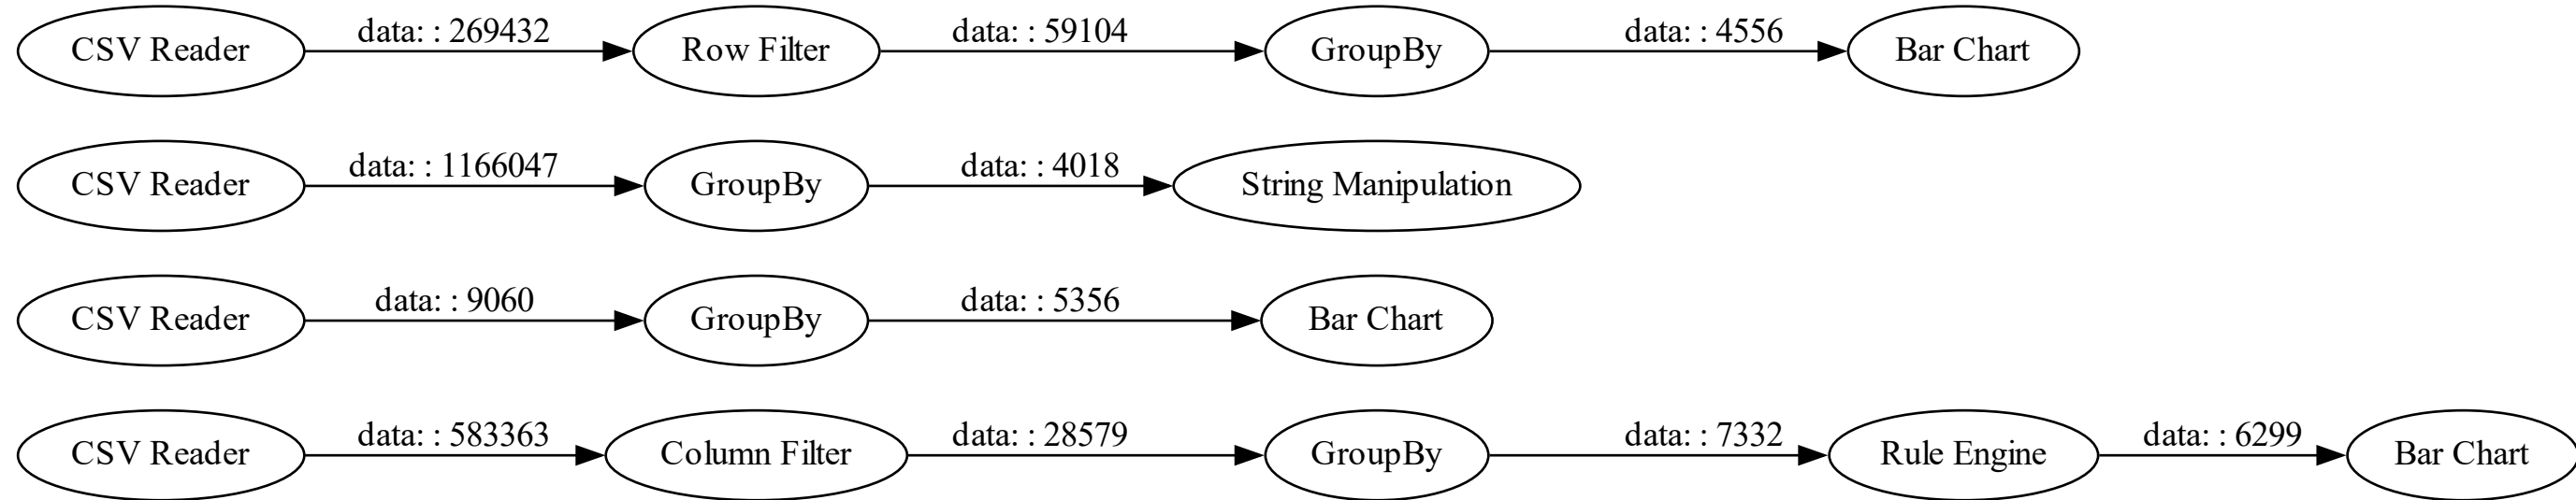 CSV Reader data: : 269432 Row Filter data: : 59104 GroupBy data: : 4556 Bar Chart
CSV Reader data: : 1166047 GroupBy data: : 4018 String Manipulation
CSV Reader data: : 9060 GroupBy data: : 5356 Bar Chart
CSV Reader data: : 583363 Column Filter data: : 28579 GroupBy data: : 7332 Rule Engine data: : 6299 Bar Chart